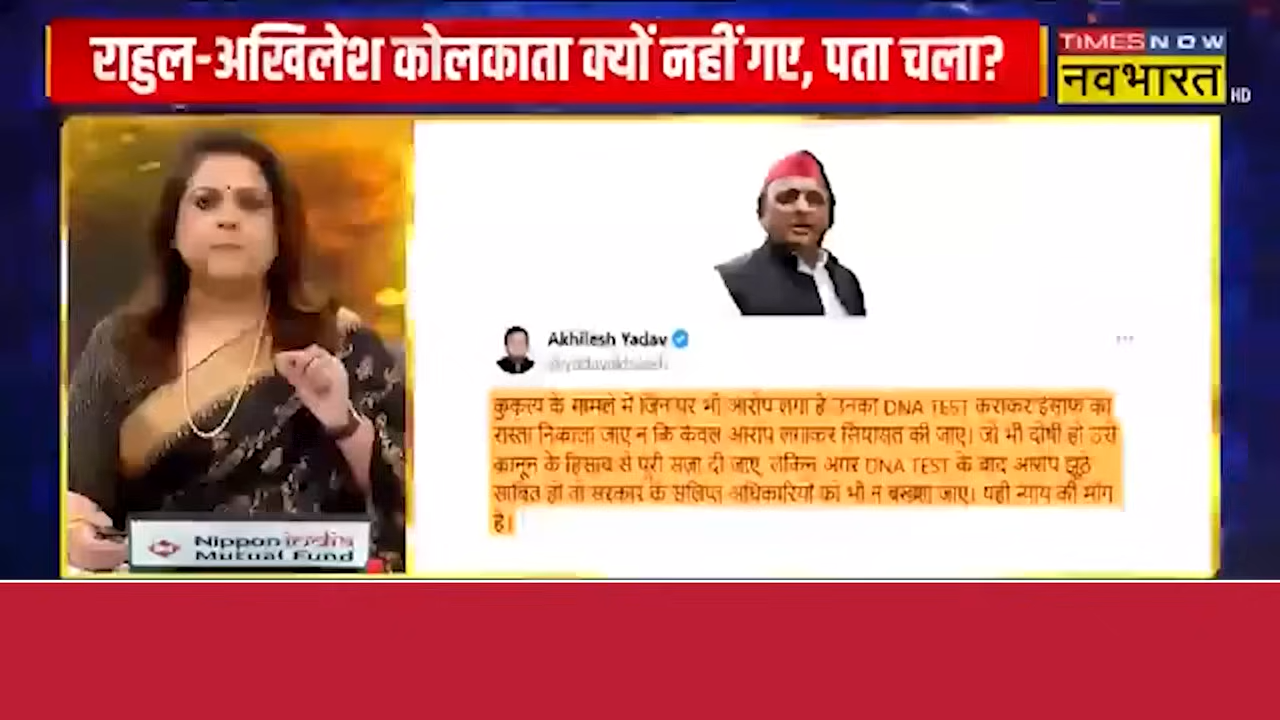 राहुल-अखिलेश कोलकाता क्यों नहीं गए, पता चला?
TIMES NOW
नवभारत
HD
Akhilesh Yadav
@yadavakhilesh
कुकृत्य के मामले में जिन पर भी आरोप लगा है उनका DNA TEST कराकर इंसाफ़ का
रास्ता निकाला जाए न कि केवल आरोप लगाकर सियासत की जाए। जो भी दोषी हो उसे
क़ानून के हिसाब से पूरी सज़ा दी जाए, लेकिन अगर DNA TEST के बाद आरोप झूठे
साबित हों तो सरकार के संलिप्त अधिकारियों को भी न बख्शा जाए। यही न्याय की माँग
है।
Nippon india
Mutual Fund